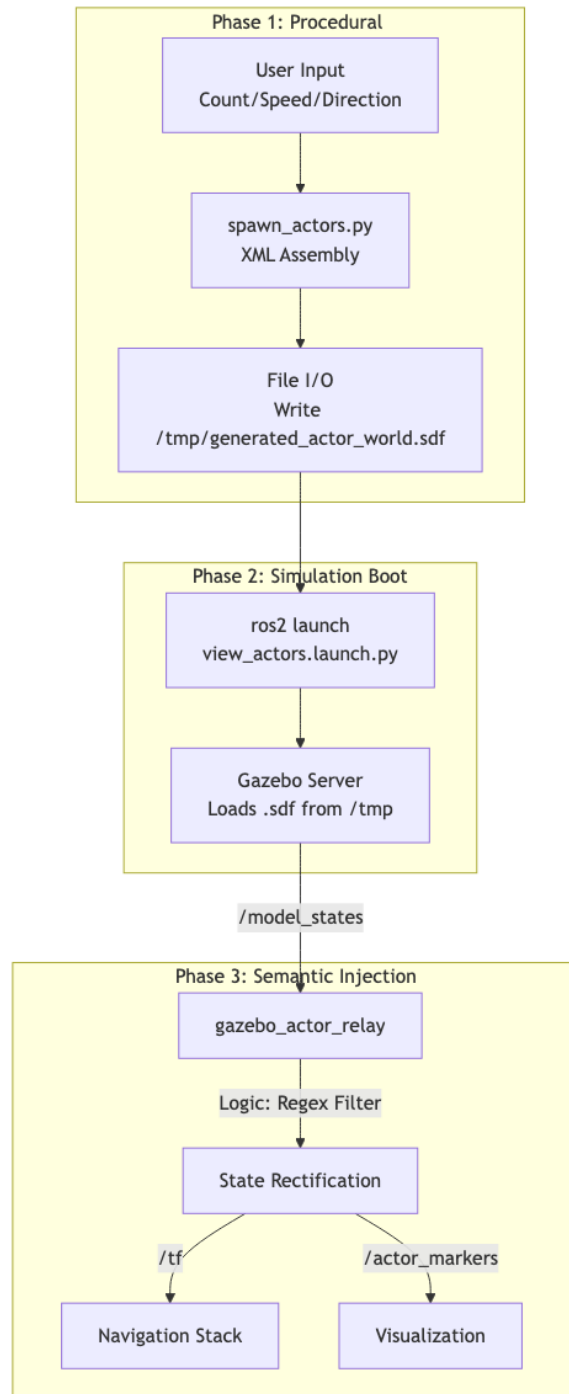 Phase 1: Procedural
User Input
Count/Speed/Direction
spawn_actors.py
XML Assembly
File I/O
Write
/tmp/generated_actor_world.sdf
Phase 2: Simulation Boot
ros2 launch
view_actors.launch.py
Gazebo Server
Loads .sdf from /tmp
/model_states
Phase 3: Semantic Injection
gazebo_actor_relay
Logic: Regex Filter
State Rectification
/tf
/actor_markers
Navigation Stack
Visualization